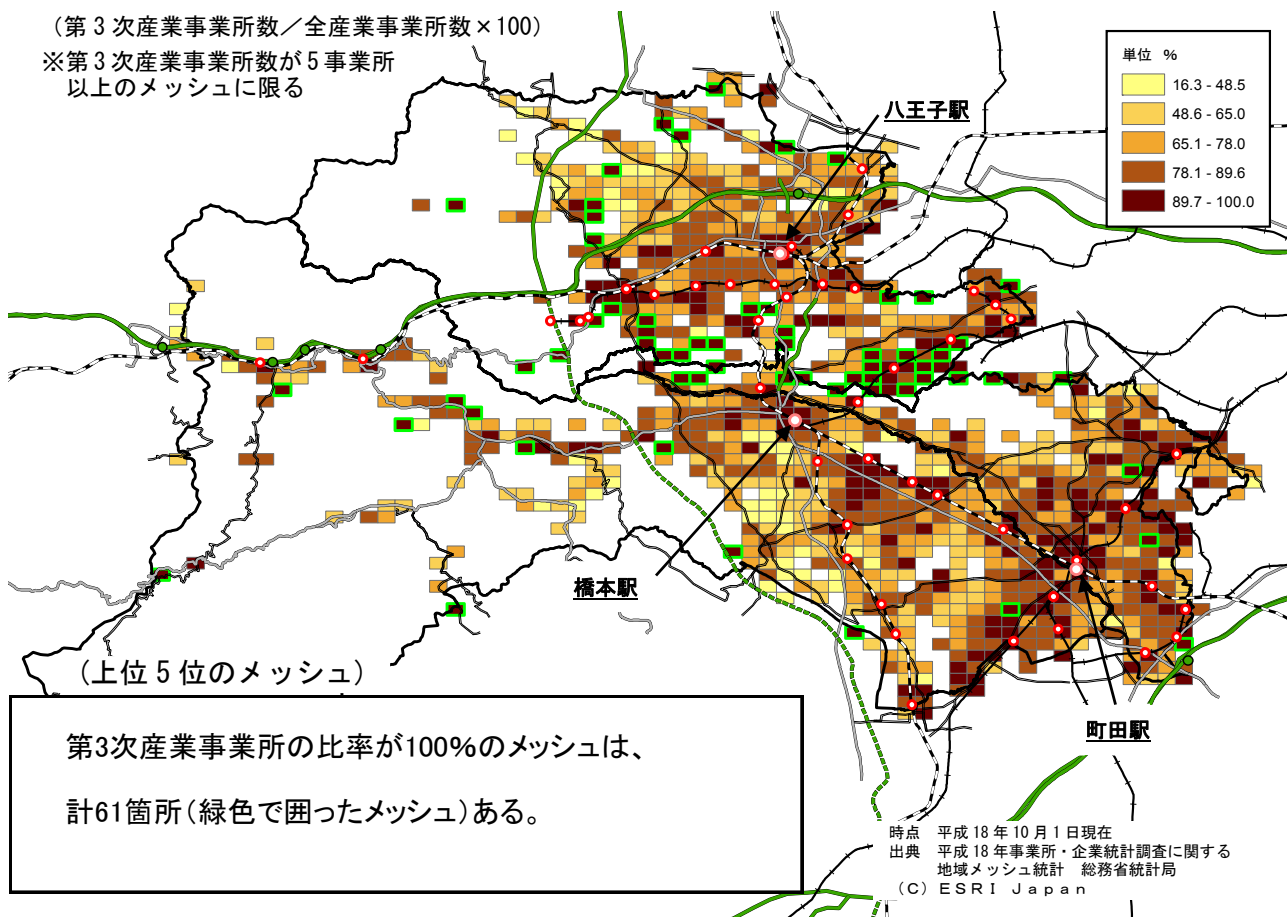 （第３次産業事業所数／全産業事業所数×100）
※第３次産業事業所数が５事業所
以上のメッシュに限る
単位　%
16.3 - 48.5
48.6 - 65.0
65.1 - 78.0
78.1 - 89.6
89.7 - 100.0
八王子駅
橋本駅
町田駅
（上位５位のメッシュ）
第3次産業事業所の比率が100%のメッシュは、
計61箇所（緑色で囲ったメッシュ）ある。
時点　平成 18 年 10 月 1 日現在
出典　平成 18 年事業所・企業統計調査に関する
地域メッシュ統計　総務省統計局
（C）ＥＳＲＩ Ｊａｐａｎ